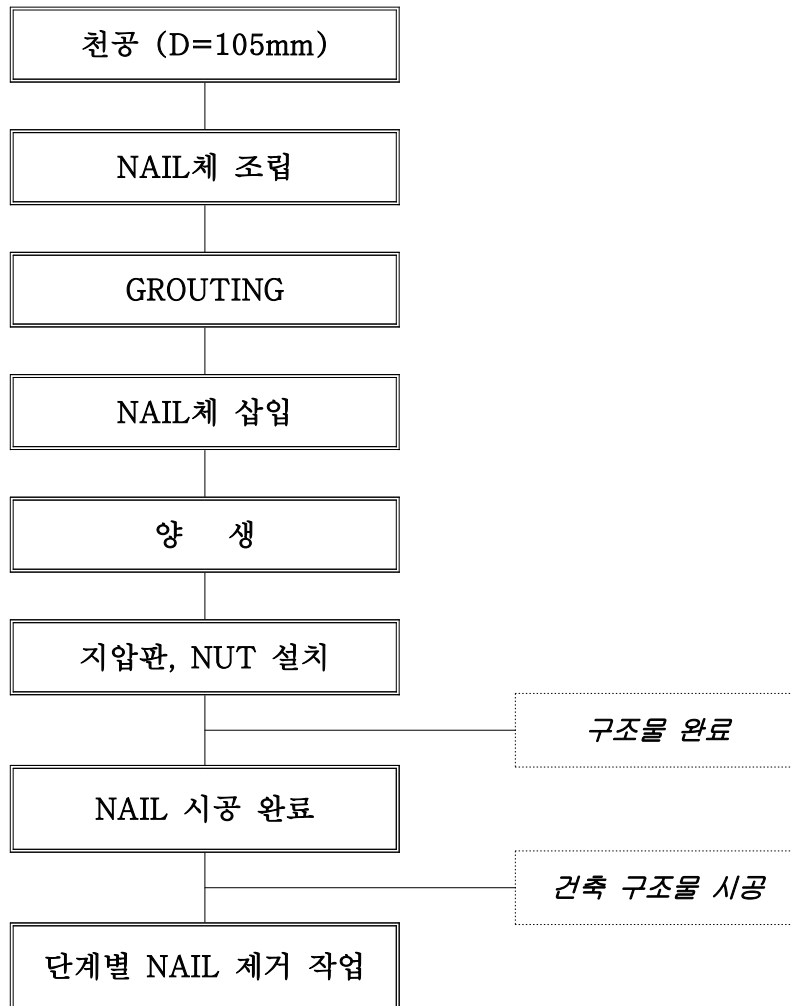 천공 (D=105mm)
NAIL체 조립
GROUTING
NAIL체 삽입
양 생
지압판, NUT 설치
구조물 완료
NAIL 시공 완료
건축 구조물 시공
단계별 NAIL 제거 작업